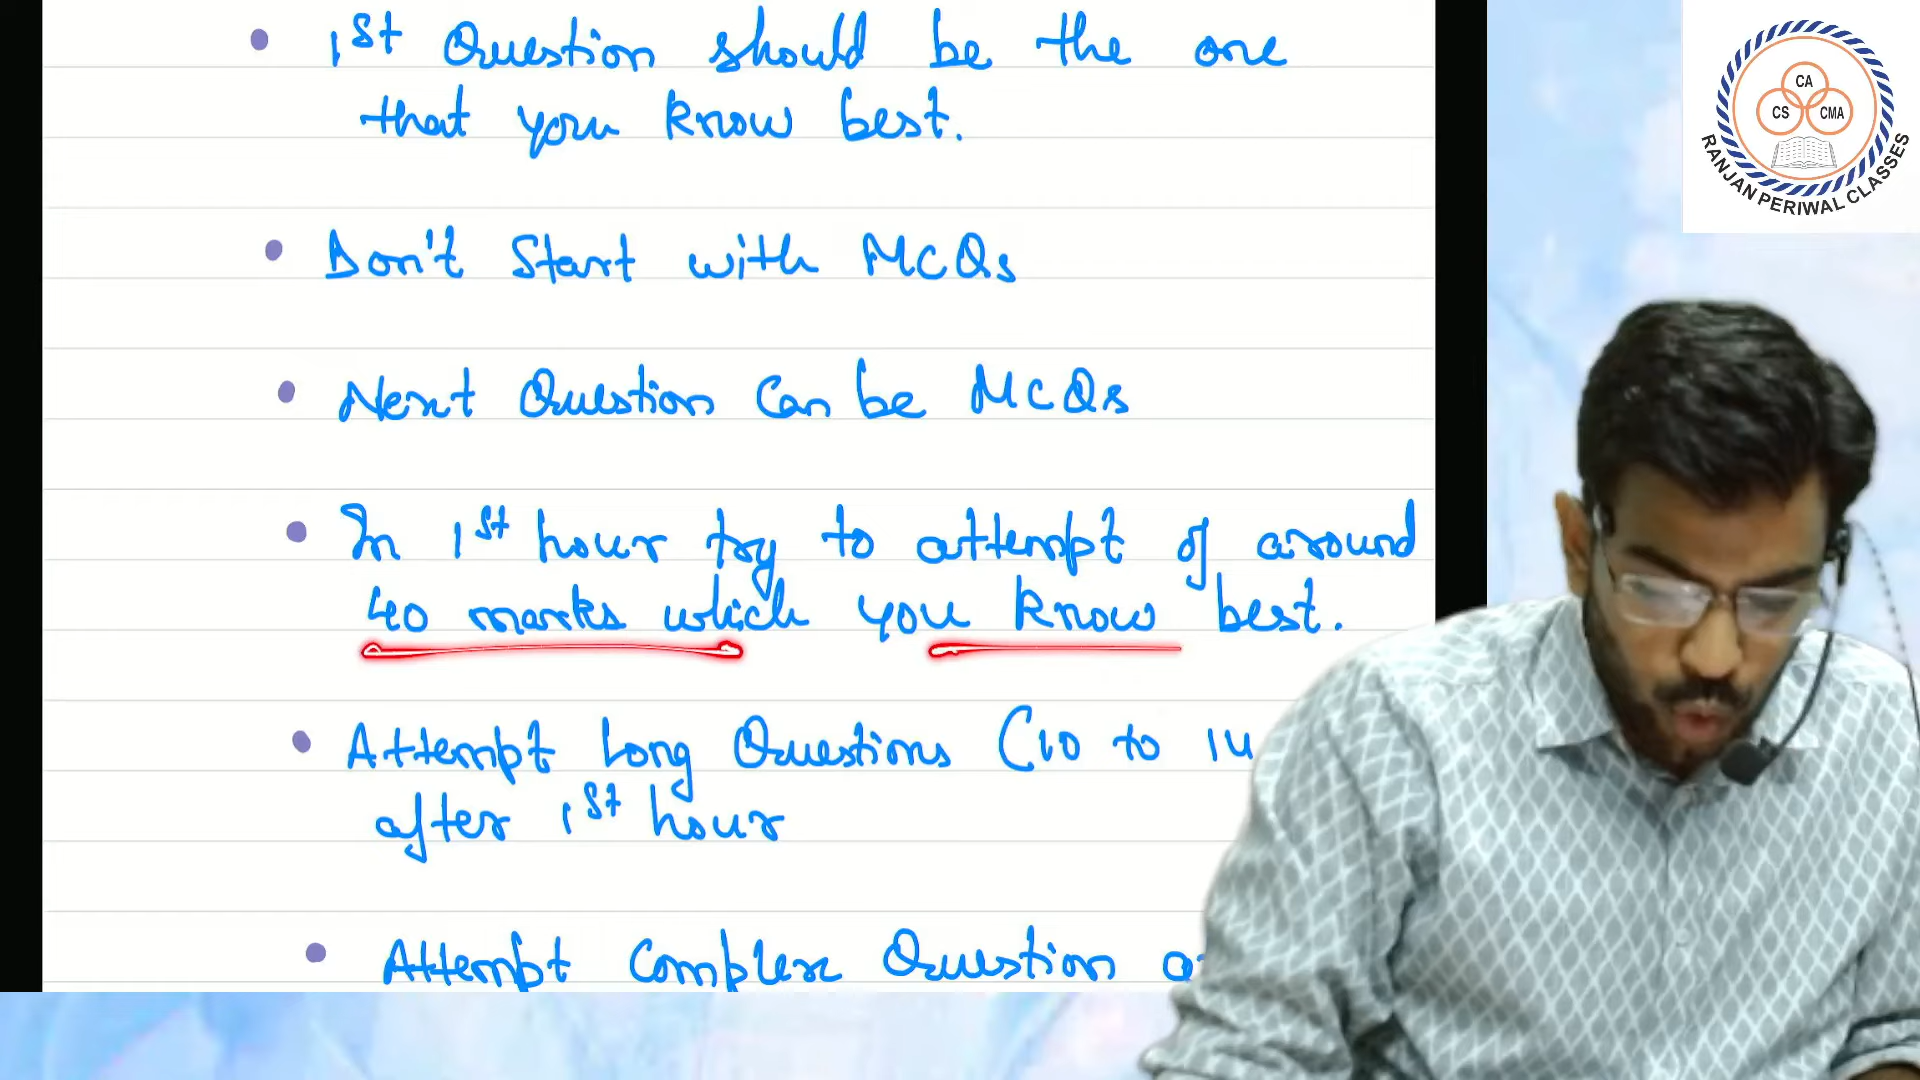 • 1st Question should be the one
that you know best.
• Don't Start with MCQs
• Next Question Can be MCQs
• In 1st hour try to attempt of around
40 marks which you know best.
• Attempt Long Questions (10 to 14
after 1st hour
• Attempt Complex Question
CA
CS
CMA
RANJAN PERIWAL CLASSES